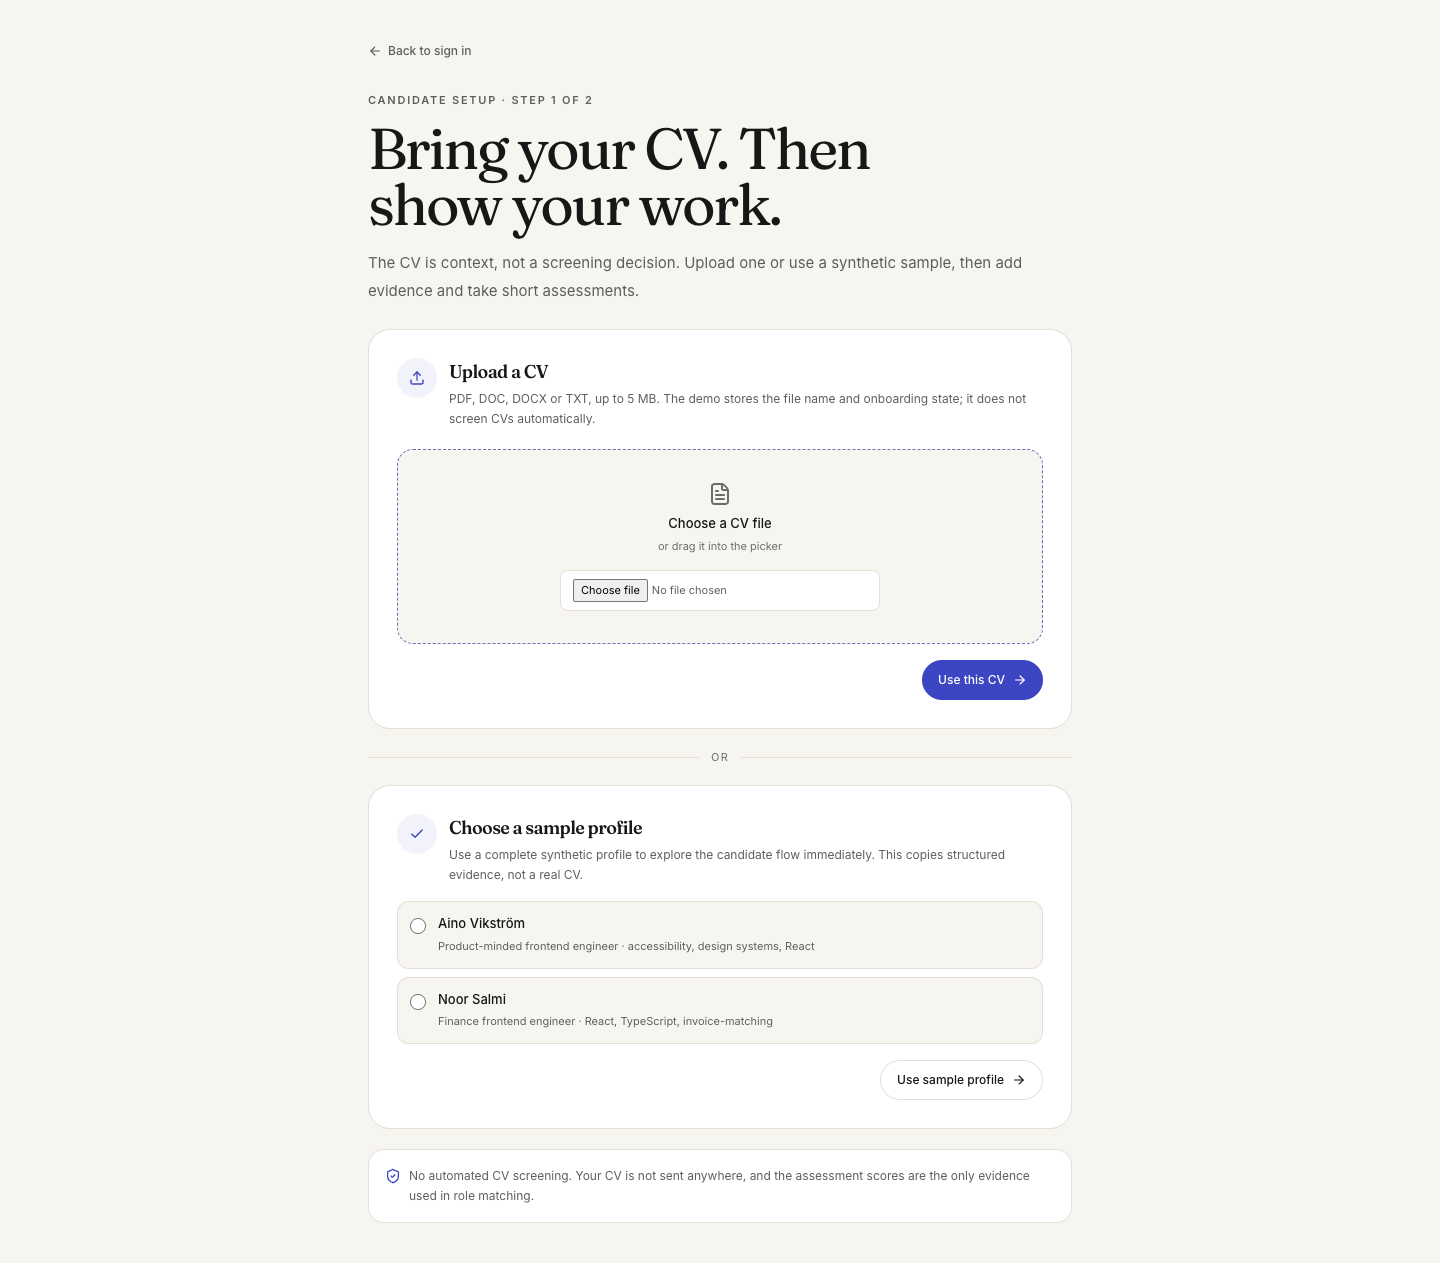 Back to sign in
CANDIDATE SETUP · STEP 1 OF 2
Bring your CV. Then
show your work.
The CV is context, not a screening decision. Upload one or use a synthetic sample, then add
evidence and take short assessments.
Upload a CV
PDF, DOC, DOCX or TXT, up to 5 MB. The demo stores the file name and onboarding state; it does not
screen CVs automatically.
Choose a CV file
or drag it into the picker
Choose file No file chosen
Use this CV
OR
Choose a sample profile
Use a complete synthetic profile to explore the candidate flow immediately. This copies structured
evidence, not a real CV.
Aino Vikström
Product-minded frontend engineer · accessibility, design systems, React
Noor Salmi
Finance frontend engineer · React, TypeScript, invoice-matching
Use sample profile
No automated CV screening. Your CV is not sent anywhere, and the assessment scores are the only evidence
used in role matching.